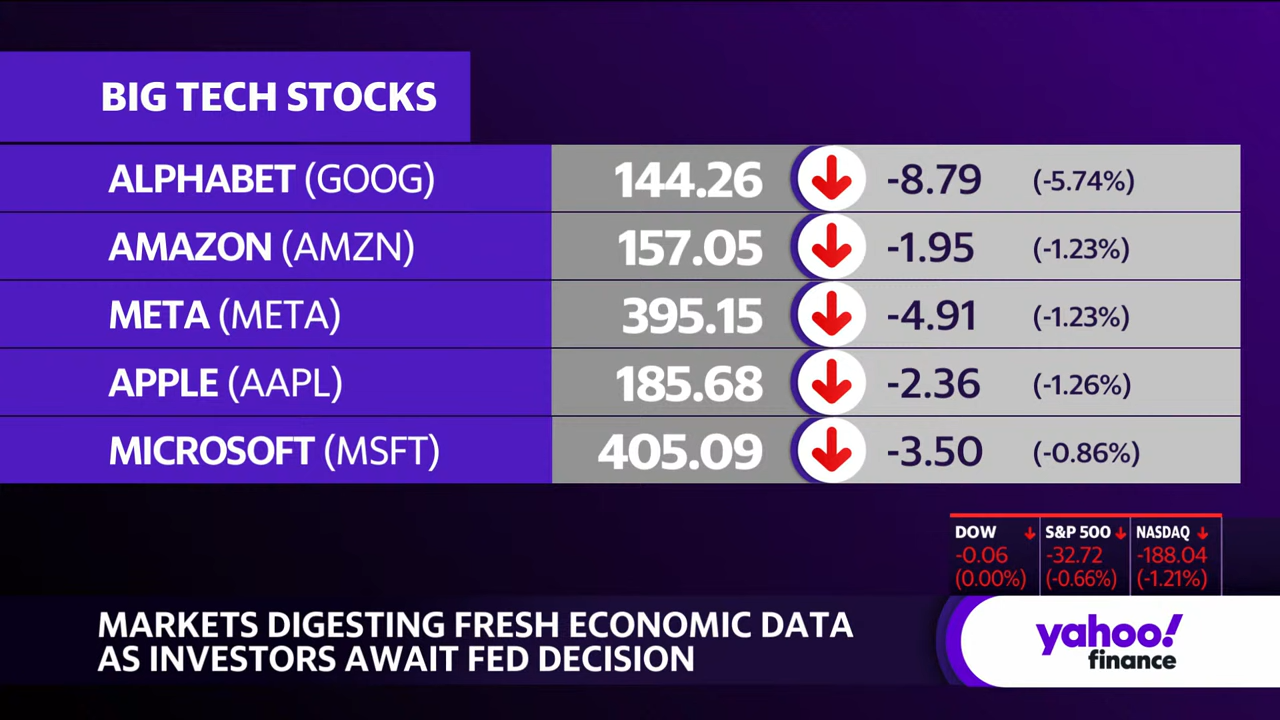 BIG TECH STOCKS
ALPHABET (GOOG) 144.26 -8.79 (-5.74%)
AMAZON (AMZN) 157.05 -1.95 (-1.23%)
META (META) 395.15 -4.91 (-1.23%)
APPLE (AAPL) 185.68 -2.36 (-1.26%)
MICROSOFT (MSFT) 405.09 -3.50 (-0.86%)
DOW S&P 500 NASDAQ
-0.06 -32.72 -188.04
(0.00%) (-0.66%) (-1.21%)
MARKETS DIGESTING FRESH ECONOMIC DATA
AS INVESTORS AWAIT FED DECISION
yahoo!
finance